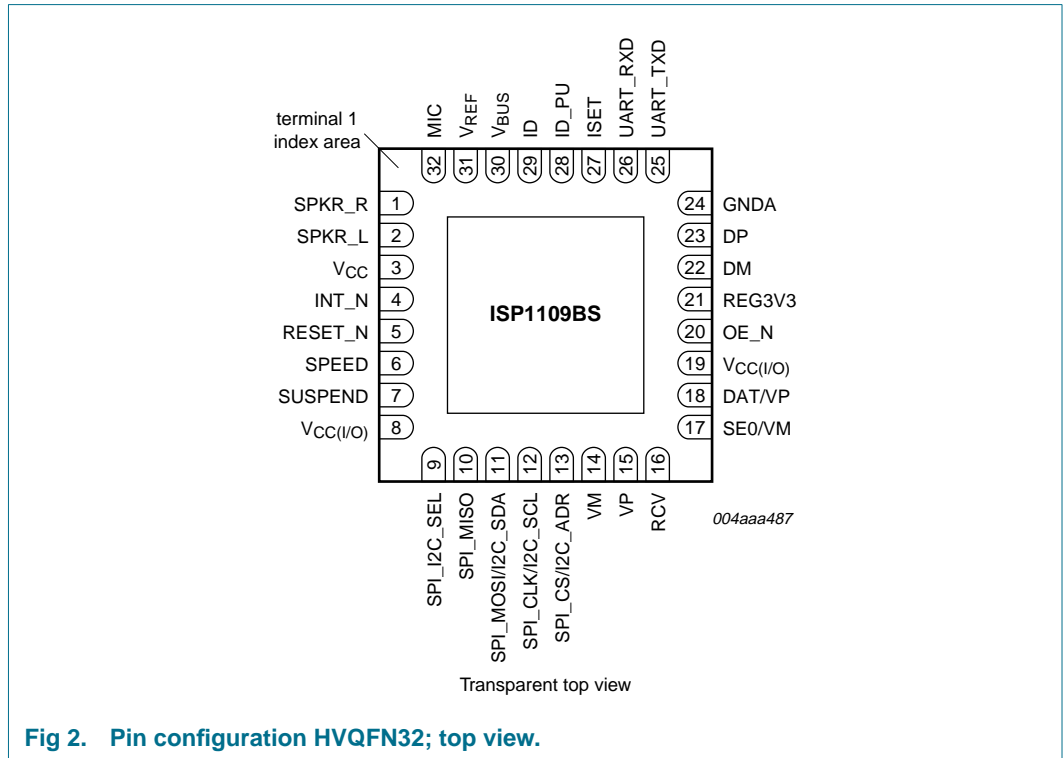 terminal 1
index area
MIC
VREF
VBUS
ID
ID_PU
ISET
UART_RXD
UART_TXD
32
31
30
29
28
27
26
25
SPKR_R 1
SPKR_L 2
VCC 3
INT_N 4
RESET_N 5
SPEED 6
SUSPEND 7
VCC(I/O) 8
ISP1109BS
24 GNDA
23 DP
22 DM
21 REG3V3
20 OE_N
19 VCC(I/O)
18 DAT/VP
17 SE0/VM
9
10
11
12
13
14
15
16
SPI_I2C_SEL
SPI_MISO
SPI_MOSI/I2C_SDA
SPI_CLK/I2C_SCL
SPI_CS/I2C_ADR
VM
VP
RCV
004aaa487
Transparent top view
Fig 2. Pin configuration HVQFN32; top view.